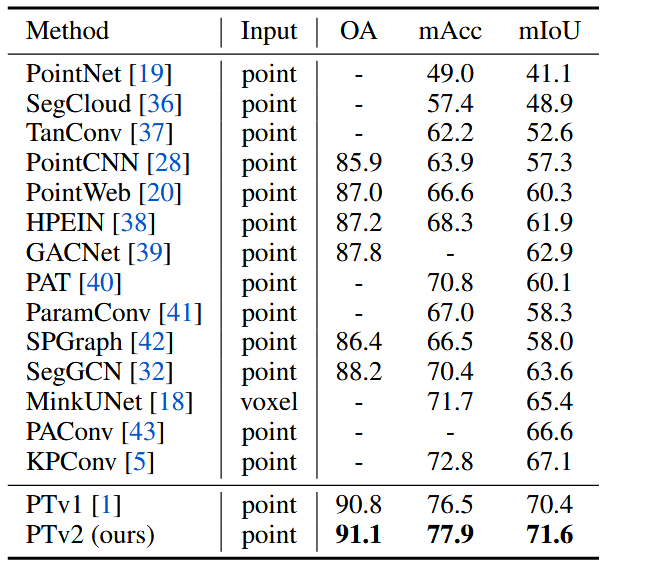 Method Input OA mAcc mIoU
PointNet [19] point - 49.0 41.1
SegCloud [36] point - 57.4 48.9
TanConv [37] point - 62.2 52.6
PointCNN [28] point 85.9 63.9 57.3
PointWeb [20] point 87.0 66.6 60.3
HPEIN [38] point 87.2 68.3 61.9
GACNet [39] point 87.8 - 62.9
PAT [40] point - 70.8 60.1
ParamConv [41] point - 67.0 58.3
SPGraph [42] point 86.4 66.5 58.0
SegGCN [32] point 88.2 70.4 63.6
MinkUNet [18] voxel - 71.7 65.4
PAConv [43] point - - 66.6
KPConv [5] point - 72.8 67.1
PTv1 [1] point 90.8 76.5 70.4
PTv2 (ours) point 91.1 77.9 71.6